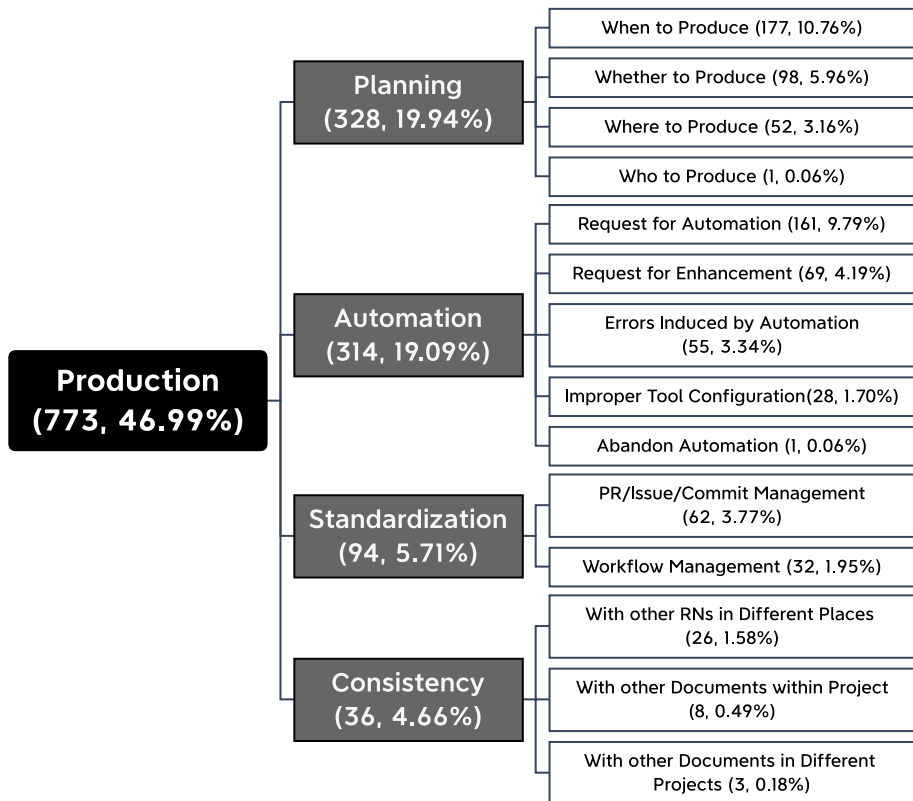 Production
(773, 46.99%)
Planning
(328, 19.94%)
When to Produce (177, 10.76%)
Whether to Produce (98, 5.96%)
Where to Produce (52, 3.16%)
Who to Produce (1, 0.06%)
Automation
(314, 19.09%)
Request for Automation (161, 9.79%)
Request for Enhancement (69, 4.19%)
Errors Induced by Automation
(55, 3.34%)
Improper Tool Configuration(28, 1.70%)
Abandon Automation (1, 0.06%)
Standardization
(94, 5.71%)
PR/Issue/Commit Management
(62, 3.77%)
Workflow Management (32, 1.95%)
Consistency
(36, 4.66%)
With other RNs in Different Places
(26, 1.58%)
With other Documents within Project
(8, 0.49%)
With other Documents in Different
Projects (3, 0.18%)